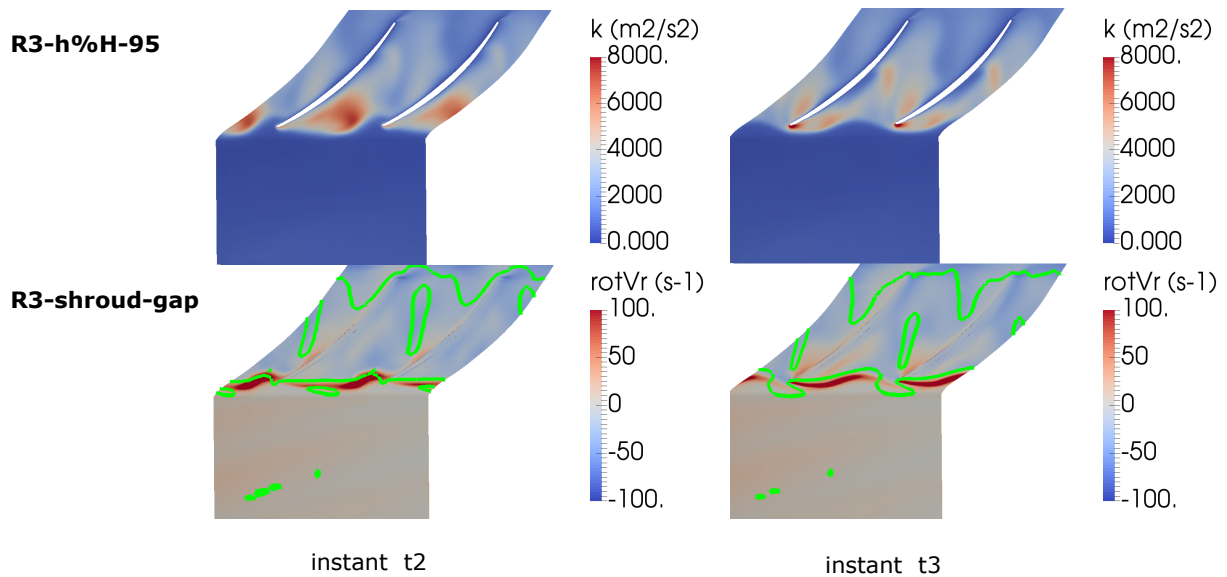 R3-h%H-95
k (m2/s2)
8000.
6000
4000
2000
0.000
k (m2/s2)
8000.
6000
4000
2000
0.000
R3-shroud-gap
rotVr (s-1)
100.
50
0
-50
-100.
rotVr (s-1)
100.
50
0
-50
-100.
instant t2
instant t3